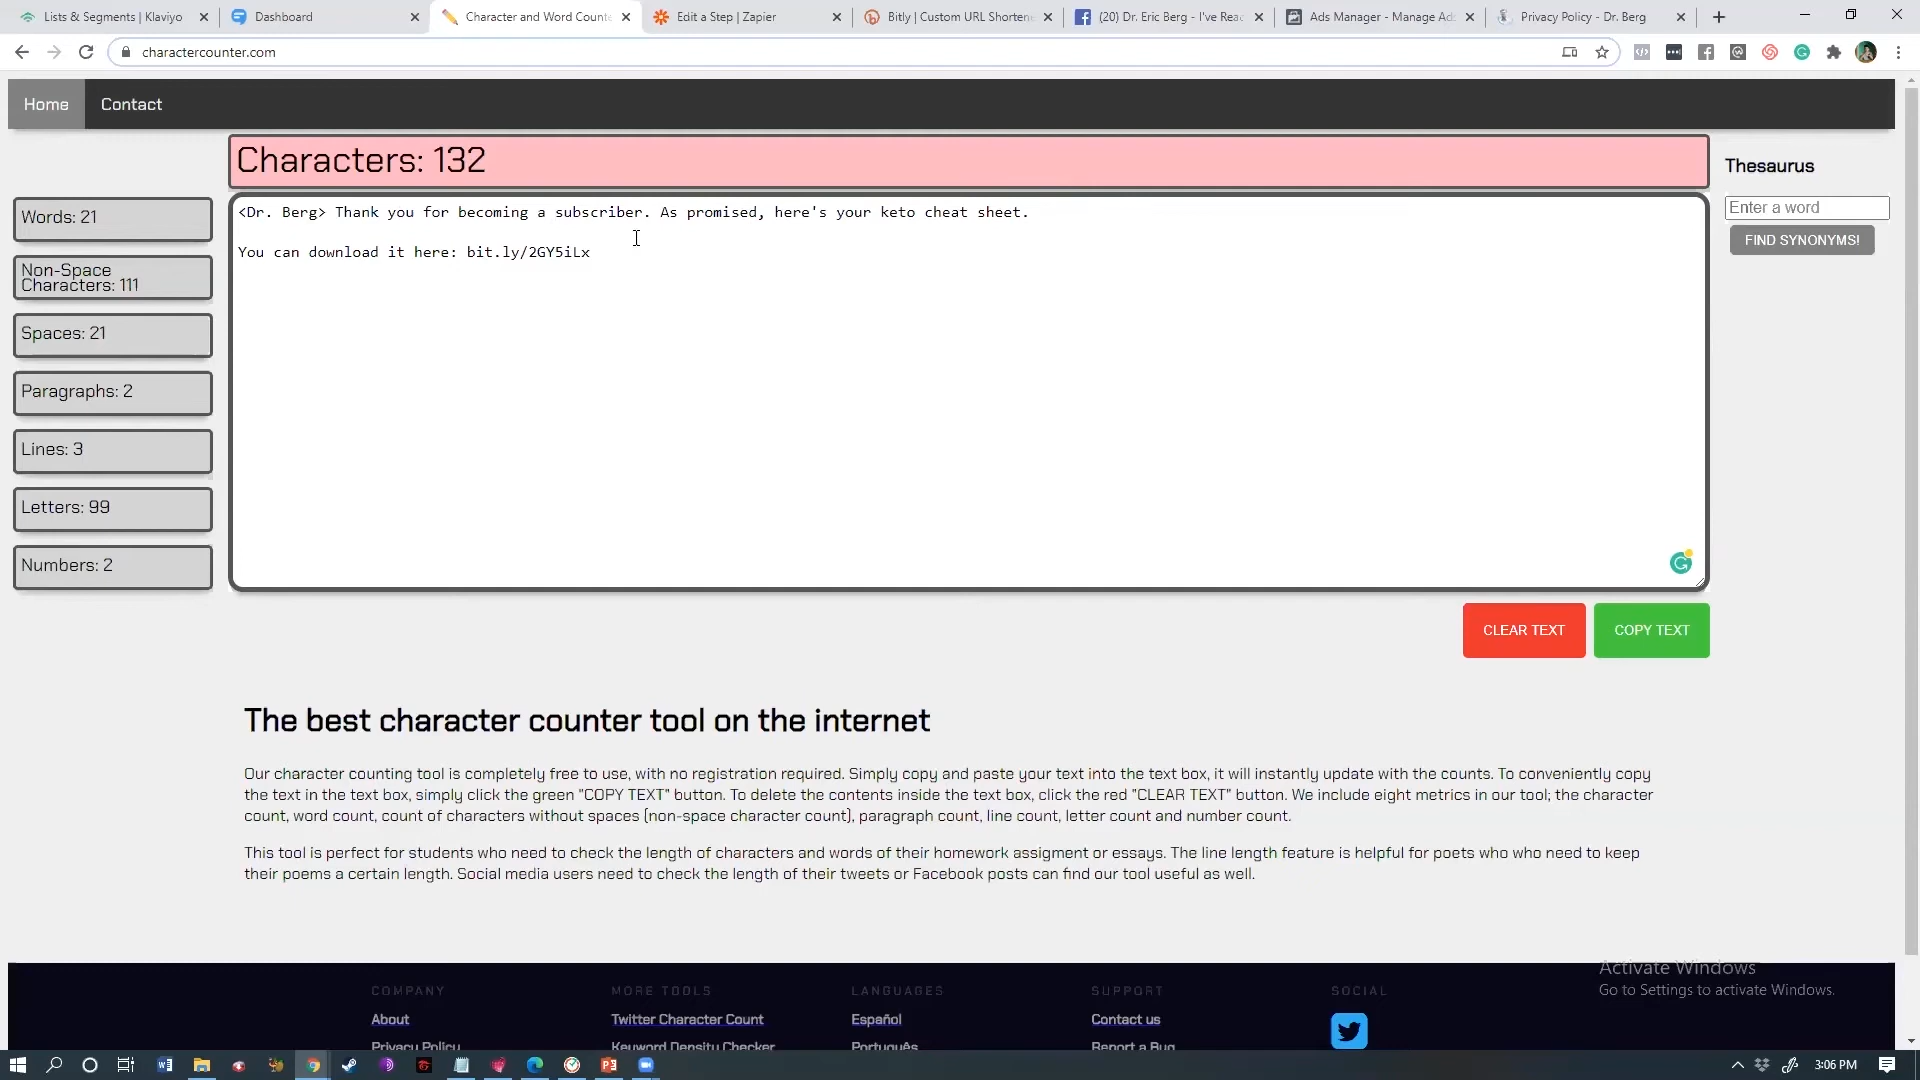 Lists & Segments | Klaviyo
Dashboard
Character and Word Counte
Edit a Step | Zapier
Bitly | Custom URL Shortene
(20) Dr. Eric Berg - I've Reac
Ads Manager - Manage Ads
Privacy Policy - Dr. Berg
charactercounter.com
Home
Contact
Characters: 132
Thesaurus
Words: 21
<Dr. Berg> Thank you for becoming a subscriber. As promised, here's your keto cheat sheet.
Enter a word
FIND SYNONYMS!
You can download it here: bit.ly/2GY5iLx
Non-Space
Characters: 111
Spaces: 21
Paragraphs: 2
Lines: 3
Letters: 99
Numbers: 2
CLEAR TEXT
COPY TEXT
The best character counter tool on the internet
Our character counting tool is completely free to use, with no registration required. Simply copy and paste your text into the text box, it will instantly update with the counts. To conveniently copy
the text in the text box, simply click the green "COPY TEXT" button. To delete the contents inside the text box, click the red "CLEAR TEXT" button. We include eight metrics in our tool; the character
count, word count, count of characters without spaces (non-space character count), paragraph count, line count, letter count and number count.
This tool is perfect for students who need to check the length of characters and words of their homework assigment or essays. The line length feature is helpful for poets who who need to keep
their poems a certain length. Social media users need to check the length of their tweets or Facebook posts can find our tool useful as well.
Activate Windows
Go to Settings to activate Windows.
COMPANY
MORE TOOLS
LANGUAGES
SUPPORT
SOCIAL
About
Twitter Character Count
Español
Contact us
Privacy Policy
Keyword Density Checker
Português
Report a Bug
3:06 PM